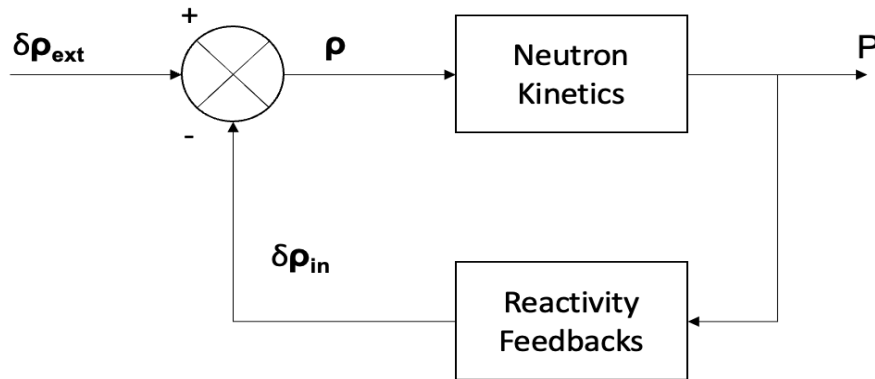 +
δρext
ρ
Neutron
Kinetics
P
-
δρin
Reactivity
Feedbacks